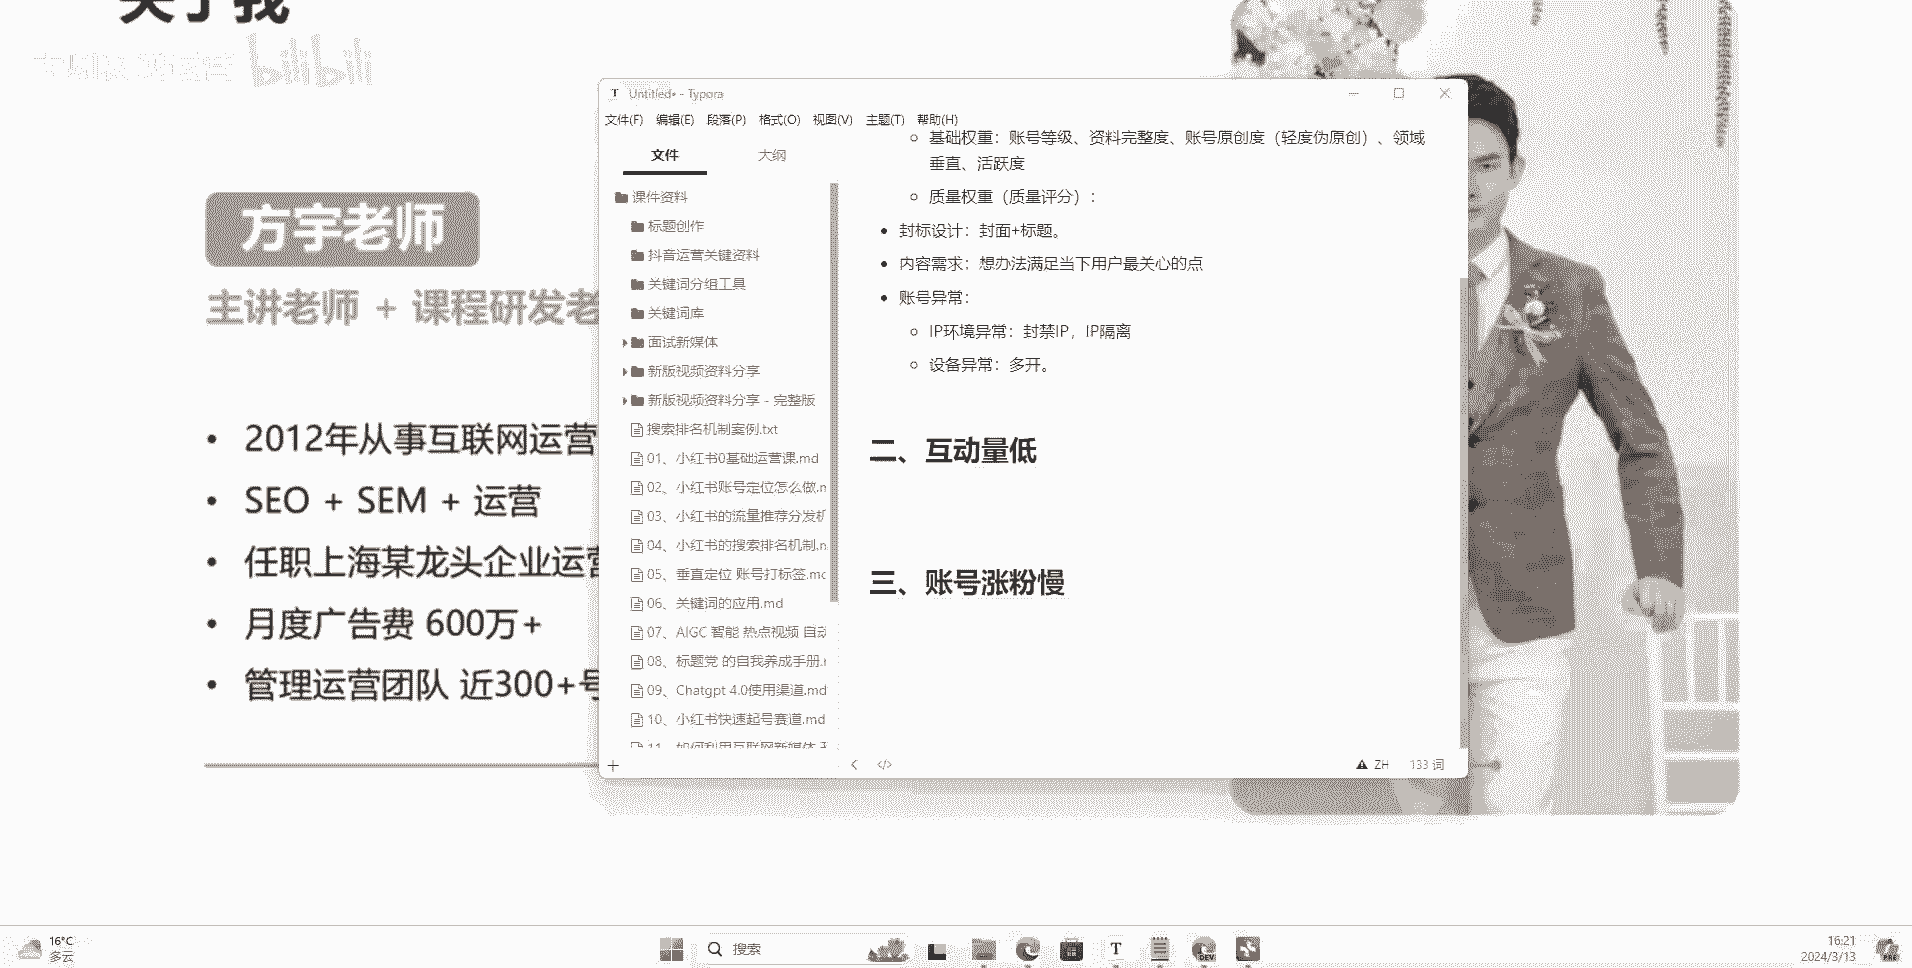 关于我
bilibili
方宇老师
主讲老师 + 课程研发老
2012年从事互联网运营
SEO + SEM + 运营
任职上海某龙头企业运营
月度广告费 600万+
管理运营团队 近300+号
T Untitled• - Typora
文件(F) 编辑(E) 段落(P) 格式(O) 视图(V) 主题(T) 帮助(H)
文件 大纲
课件资料
标题创作
抖音运营关键资料
关键词分组工具
关键词库
面试新媒体
新版视频资料分享
新版视频资料分享 - 完整版
搜索排名机制案例.txt
01、小红书0基础运营课.md
02、小红书账号定位怎么做.m
03、小红书的流量推荐分发机
04、小红书的搜索排名机制.m
05、垂直定位 账号打标签.mc
06、关键词的应用.md
07、AIGC 智能 热点视频 自动
08、标题党 的自我养成手册.r
09、Chatgpt 4.0使用渠道.md
10、小红书快速起号赛道.md
11、如何利用互联网新媒体
基础权重：账号等级、资料完整度、账号原创度（轻度伪原创）、领域
垂直、活跃度
质量权重（质量评分）：
封标设计：封面+标题。
内容需求：想办法满足当下用户最关心的点
账号异常：
IP环境异常：封禁IP，IP隔离
设备异常：多开。
二、互动量低
三、账号涨粉慢
ZH 133 词
16°C
多云
搜索
T
DEV
16:21
2024/3/13
PRE